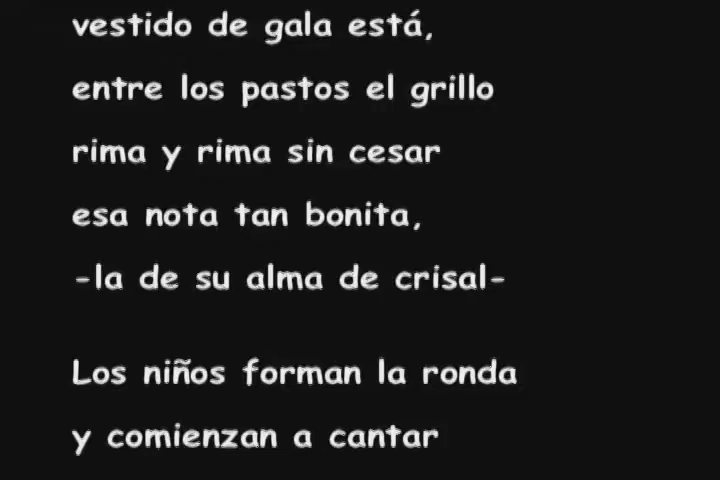 vestido de gala está,
entre los pastos el grillo
rima y rima sin cesar
esa nota tan bonita,
-la de su alma de crisal-
Los niños forman la ronda
y comienzan a cantar